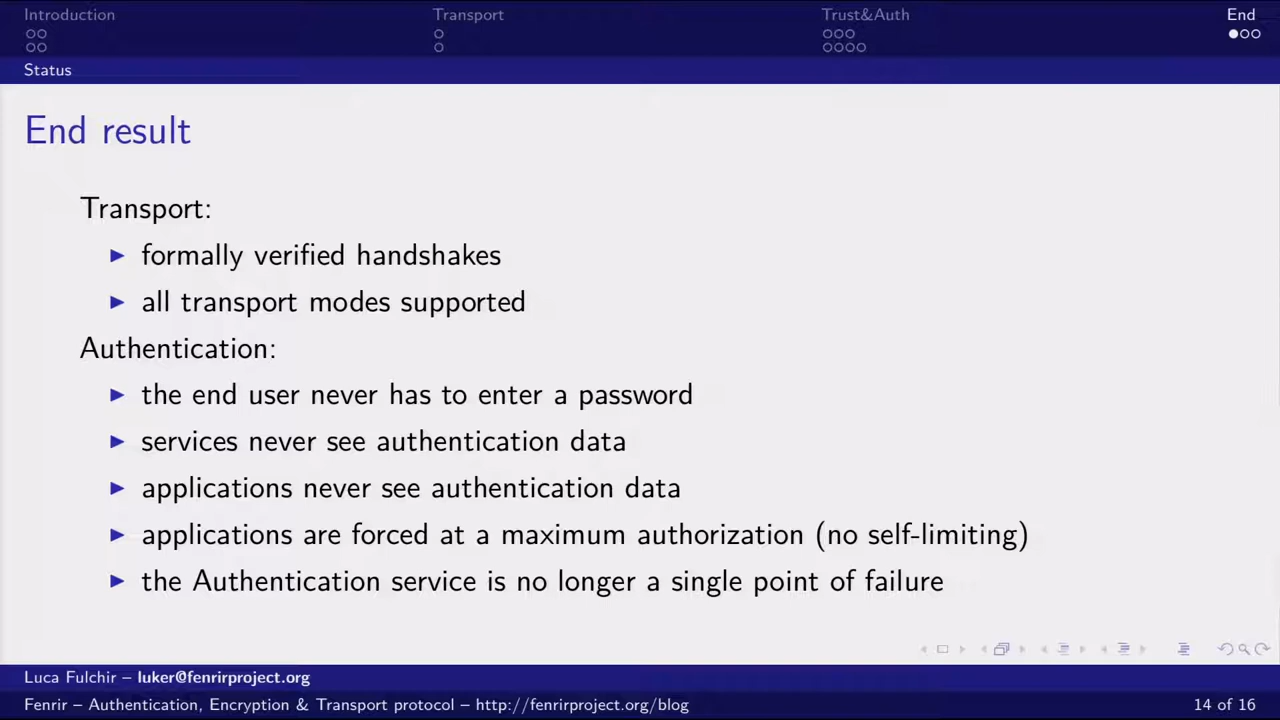 Introduction Transport Trust&Auth End
Status
End result
Transport:
formally verified handshakes
all transport modes supported
Authentication:
the end user never has to enter a password
services never see authentication data
applications never see authentication data
applications are forced at a maximum authorization (no self-limiting)
the Authentication service is no longer a single point of failure
Luca Fulchir – luker@fenrirproject.org
Fenrir – Authentication, Encryption & Transport protocol – http://fenrirproject.org/blog 14 of 16